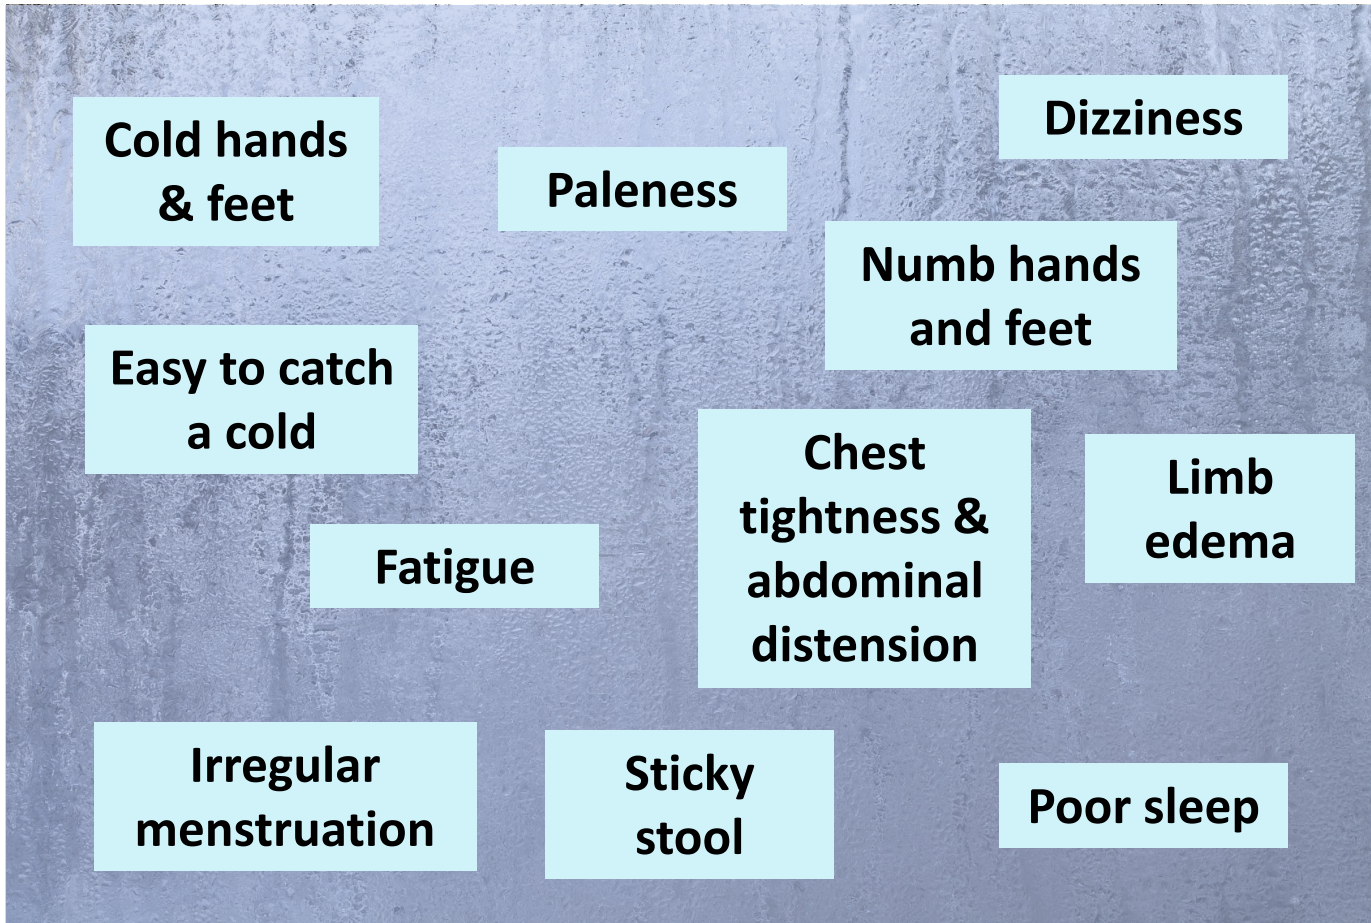 Cold hands
& feet
Paleness
Dizziness
Numb hands
and feet
Easy to catch
a cold
Chest
tightness &
abdominal
distension
Limb
edema
Fatigue
Irregular
menstruation
Sticky
stool
Poor sleep